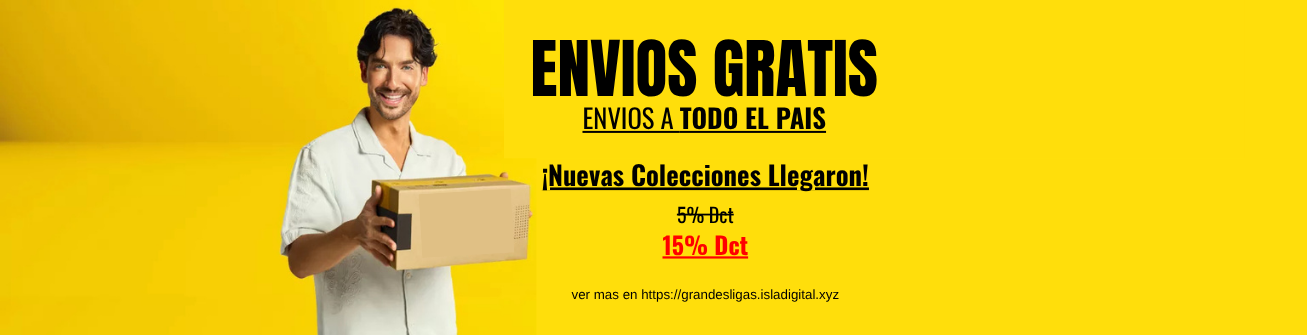 ENVIOS GRATIS
ENVIOS A TODO EL PAIS
¡Nuevas Colecciones Llegaron!
5% Dct
15% Dct
ver mas en https://grandesligas.isladigital.xyz